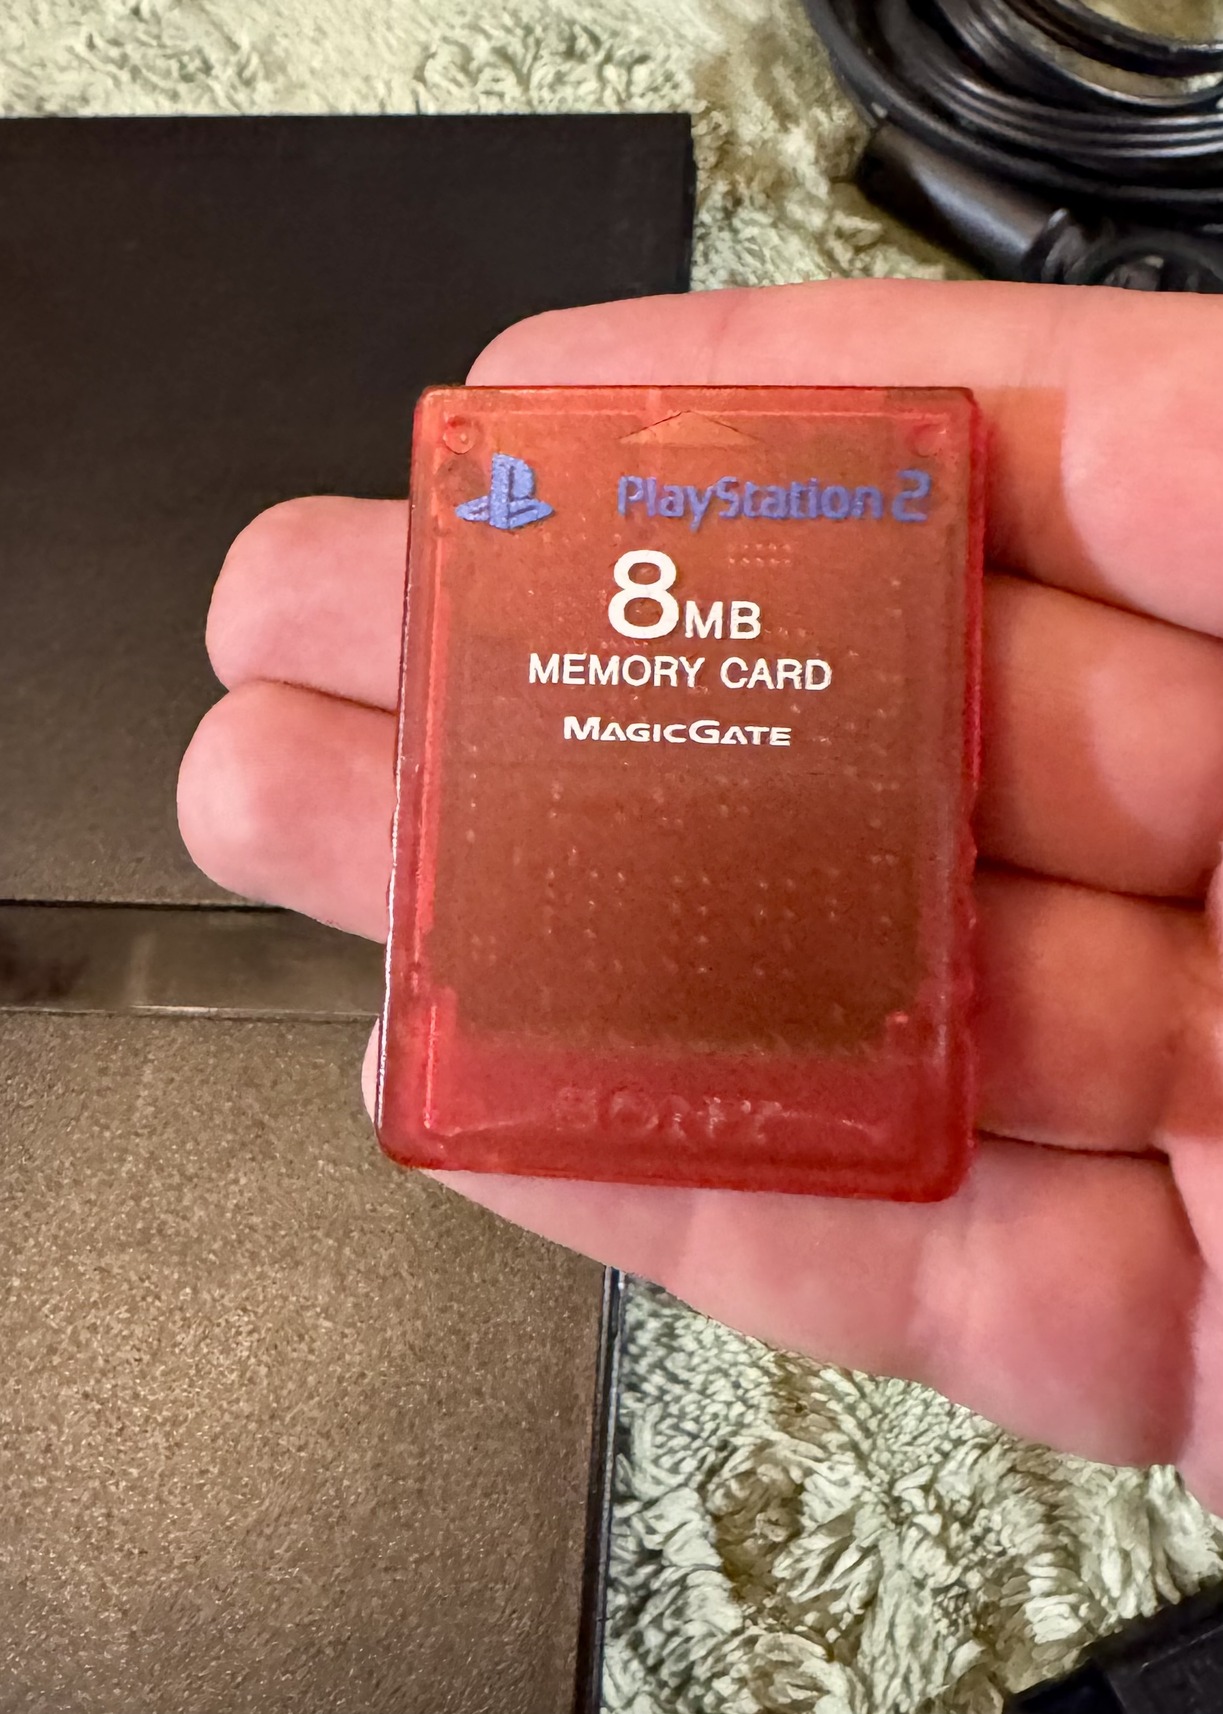 PlayStation 2
8MB
MEMORY CARD
MAGICGATE
SONY